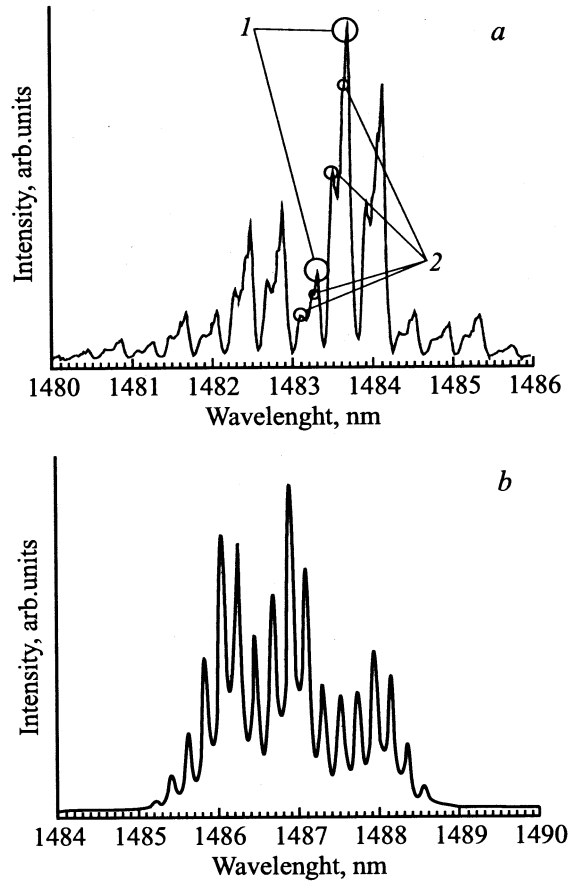 1
a
Intensity, arb.units
2
1480 1481 1482 1483 1484 1485 1486
Wavelenght, nm
b
Intensity, arb.units
1484 1485 1486 1487 1488 1489 1490
Wavelenght, nm